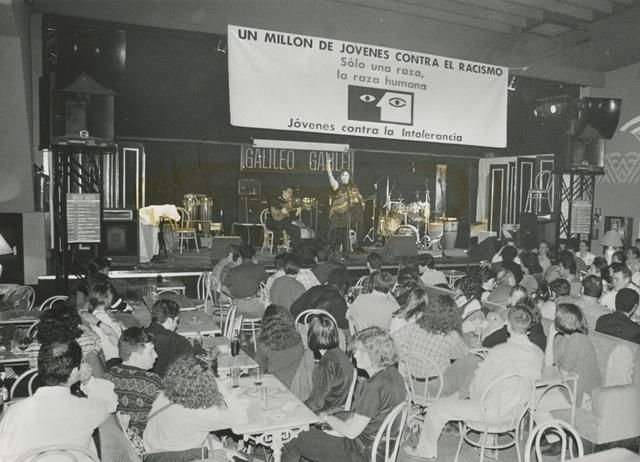 UN MILLON DE JOVENES CONTRA EL RACISMO
Sólo una raza,
la raza humana
Jóvenes contra la Intolerancia
GALILEO GALILEI